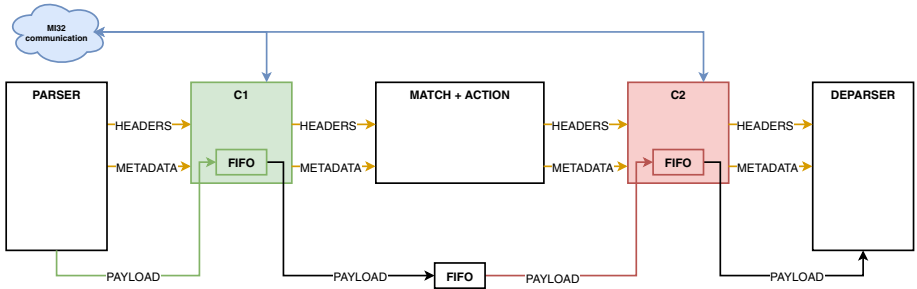 MI32
communication
PARSER
C1
MATCH + ACTION
C2
DEPARSER
HEADERS
HEADERS
HEADERS
HEADERS
METADATA
FIFO
METADATA
METADATA
FIFO
METADATA
PAYLOAD
PAYLOAD
FIFO
PAYLOAD
PAYLOAD